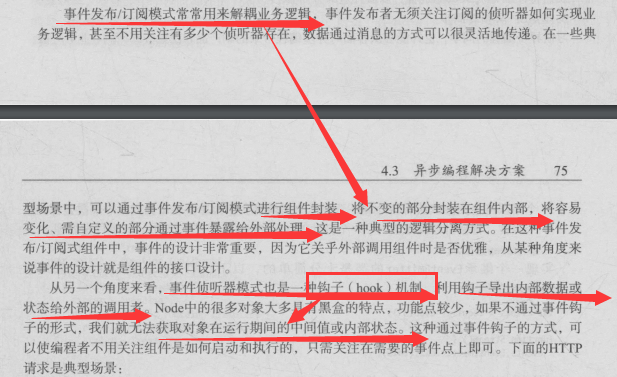 事件发布/订阅模式常常用来解耦业务逻辑,事件发布者无须关注订阅的侦听器如何实现业
务逻辑,甚至不用关注有多少个侦听器存在,数据通过消息的方式可以很灵活地传递。在一些典
4.3 异步编程解决方案 75
型场景中,可以通过事件发布/订阅模式进行组件封装,将不变的部分封装在组件内部,将容易
变化、需自定义的部分通过事件暴露给外部处理,这是一种典型的逻辑分离方式。在这种事件发
布/订阅式组件中,事件的设计非常重要,因为它关乎外部调用组件时是否优雅,从某种角度来
说事件的设计就是组件的接口设计。
从另一个角度来看,事件侦听器模式也是一种钩子(hook)机制,利用钩子导出内部数据或
状态给外部的调用者。Node中的很多对象大多具有黑盒的特点,功能点较少,如果不通过事件钩
子的形式,我们就无法获取对象在运行期间的中间值或内部状态。这种通过事件钩子的方式,可
以使编程者不用关注组件是如何启动和执行的,只需关注在需要的事件点上即可。下面的HTTP
请求是典型场景: